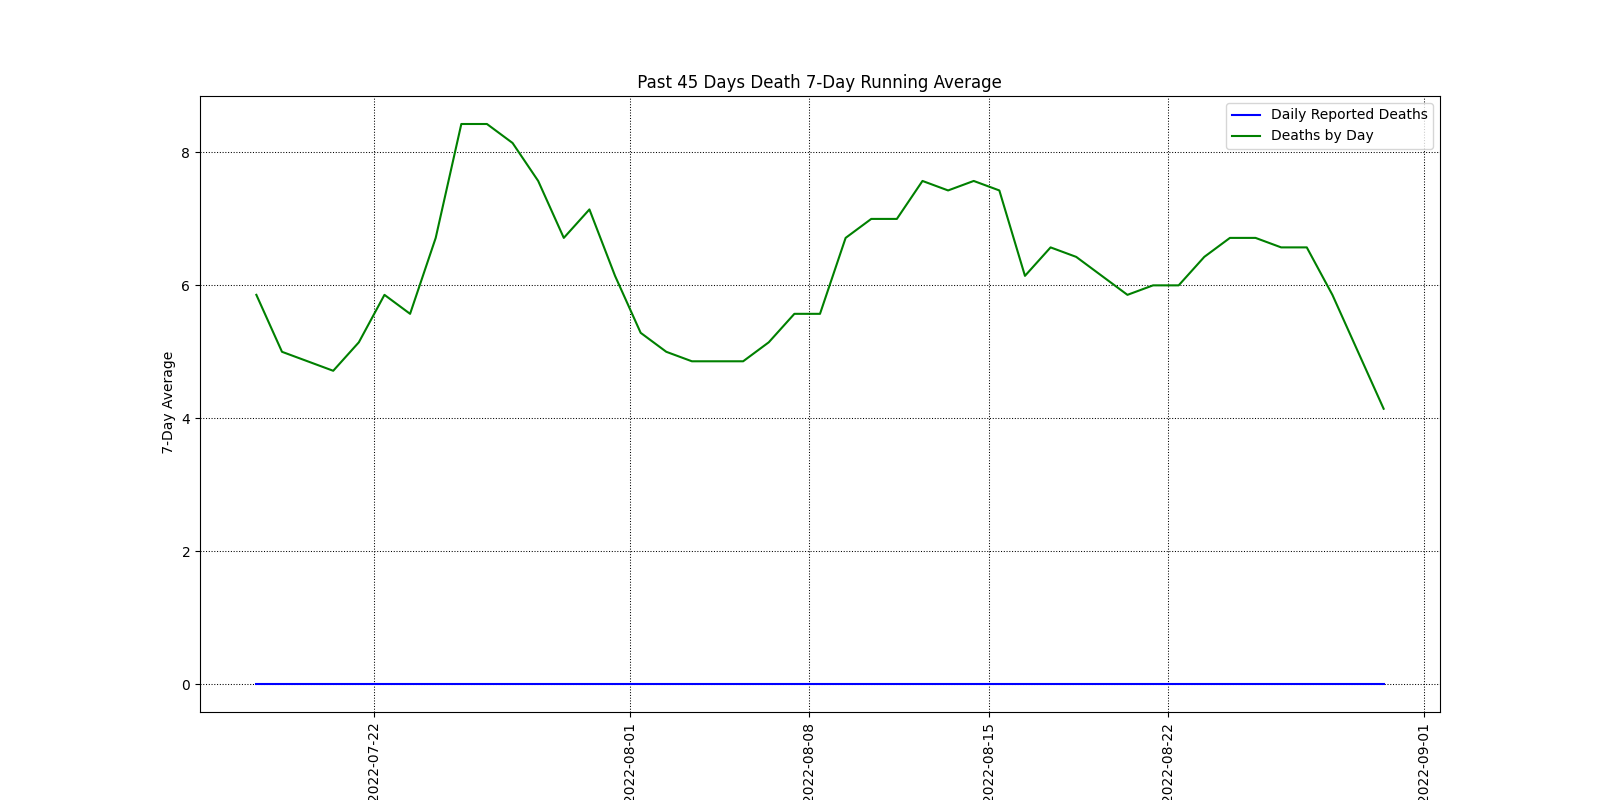 Past 45 Days Death 7-Day Running Average
Daily Reported Deaths
Deaths by Day
7-Day Average
8
6
4
2
0
2022-07-22
2022-08-01
2022-08-08
2022-08-15
2022-08-22
2022-09-01